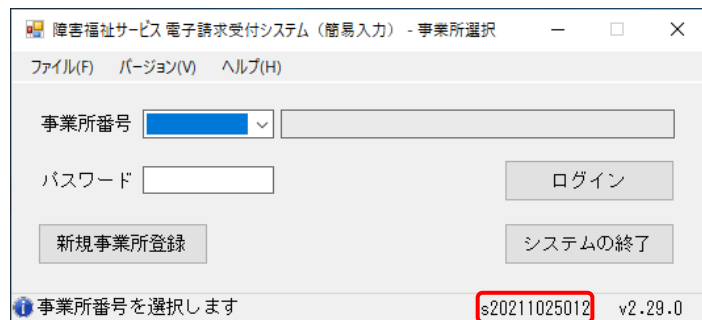 障害福祉サービス 電子請求受付システム（簡易入力） - 事業所選択
ファイル(F) バージョン(V) ヘルプ(H)
事業所番号
パスワード
ログイン
新規事業所登録
システムの終了
事業所番号を選択します
s20211025012
v2.29.0